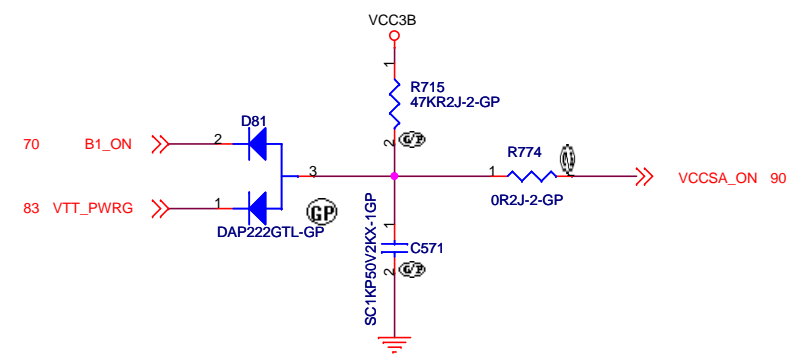 VCC3B
1
R715
47KR2J-2-GP
2
G/P
D81
70 B1_ON 2
3
83 VTT_PWRG 1
GP
DAP222GTL-GP
R774
1
0R2J-2-GP
VCCSA_ON 90
SC1KP50V2KX-1GP
1
C571
2
G/P